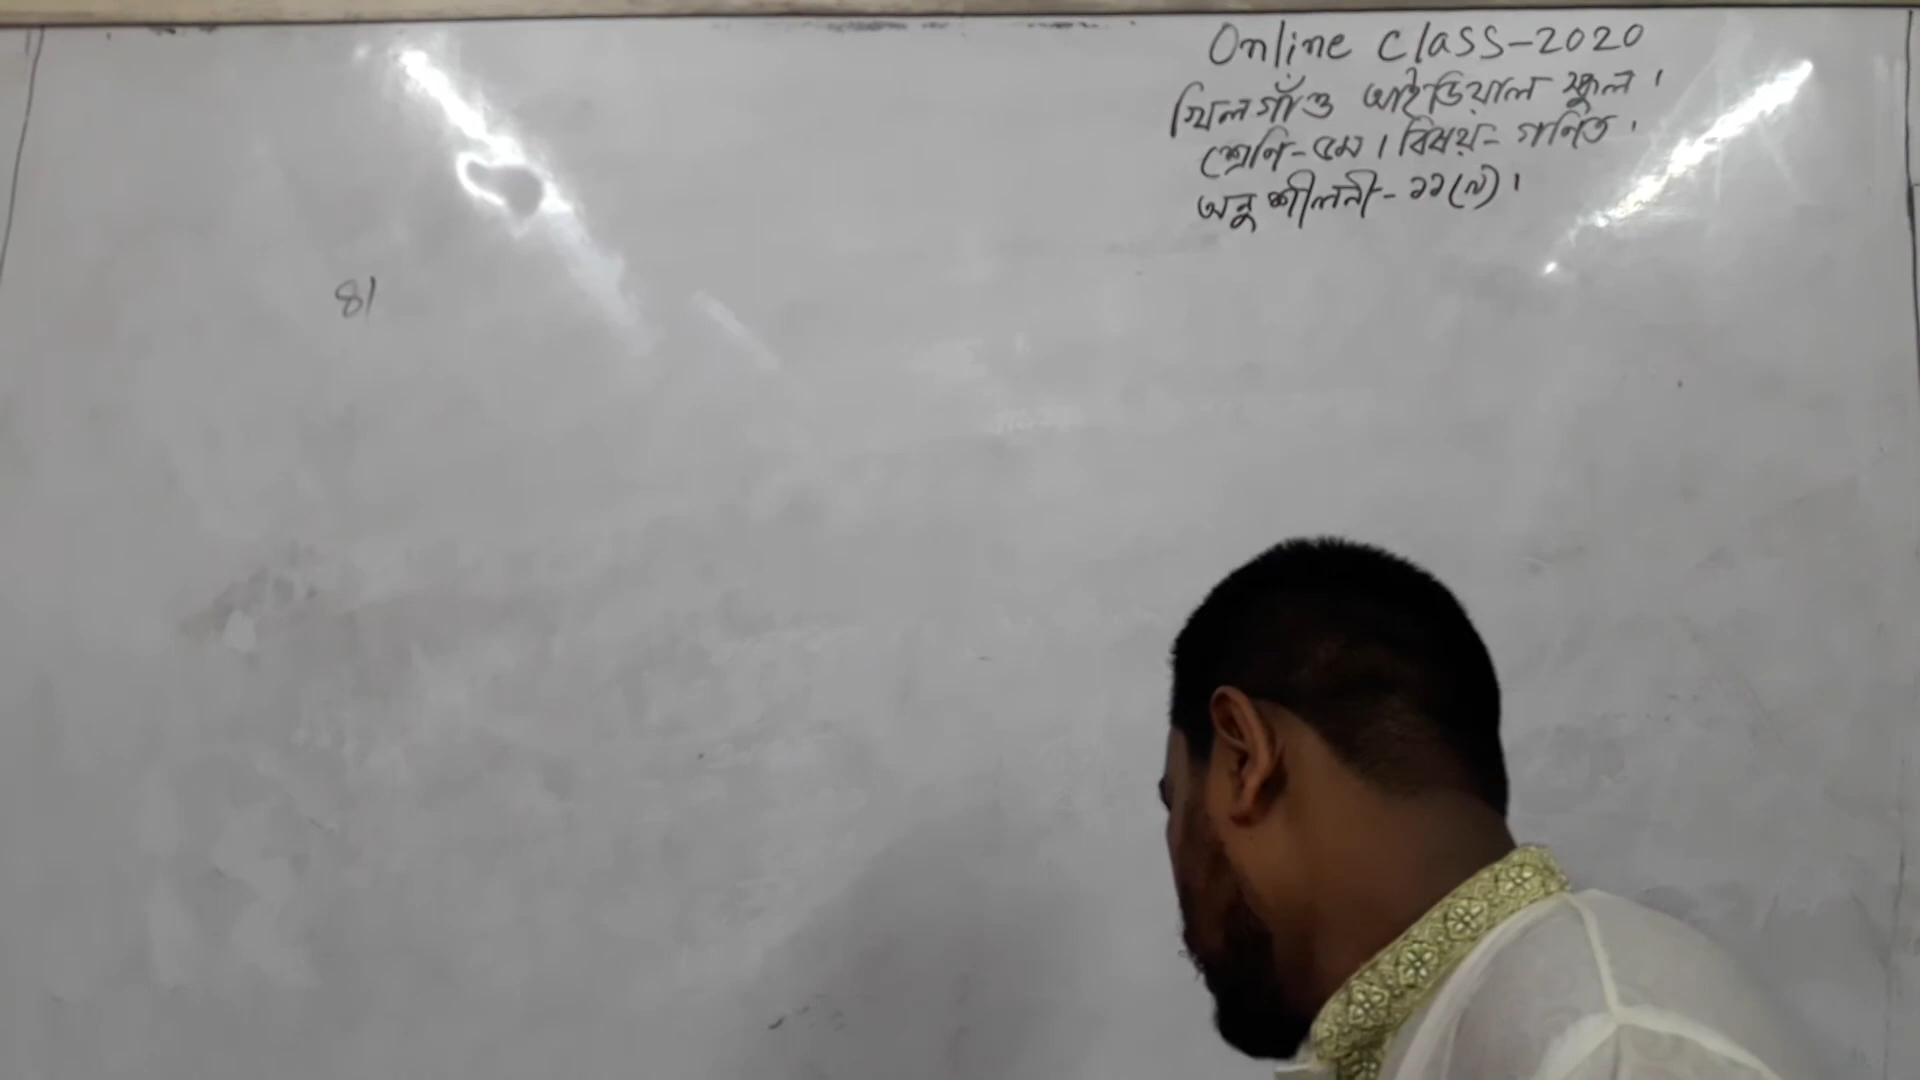 Online Class-2020
খিলগাঁও আইডিয়াল স্কুল।
শ্রেণি-৫ম। বিষয়- গণিত।
অনুশীলনী- ১১(
৪।